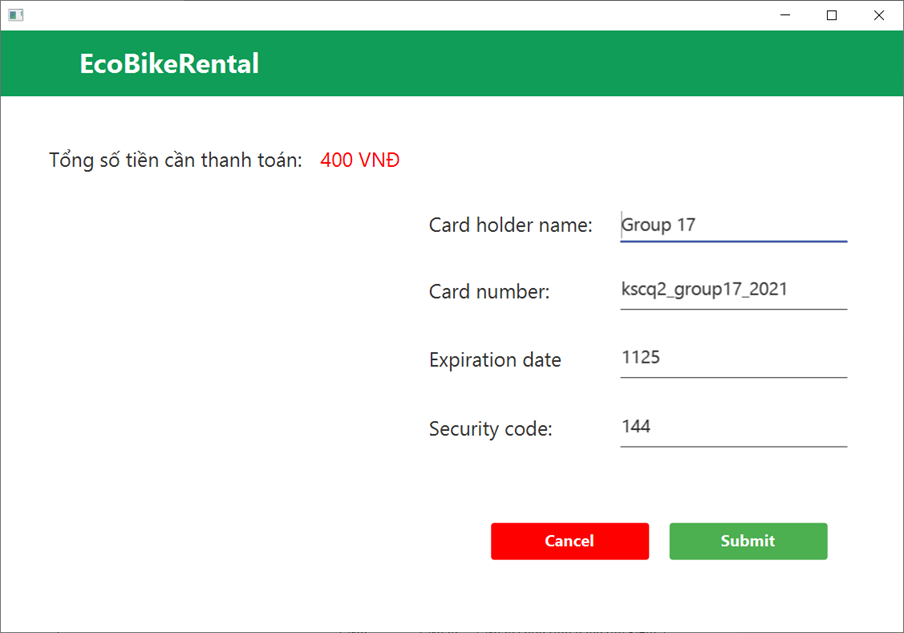 EcoBikeRental
Tổng số tiền cần thanh toán: 400 VNĐ
Card holder name: Group 17
Card number: kscq2_group17_2021
Expiration date 1125
Security code: 144
Cancel Submit